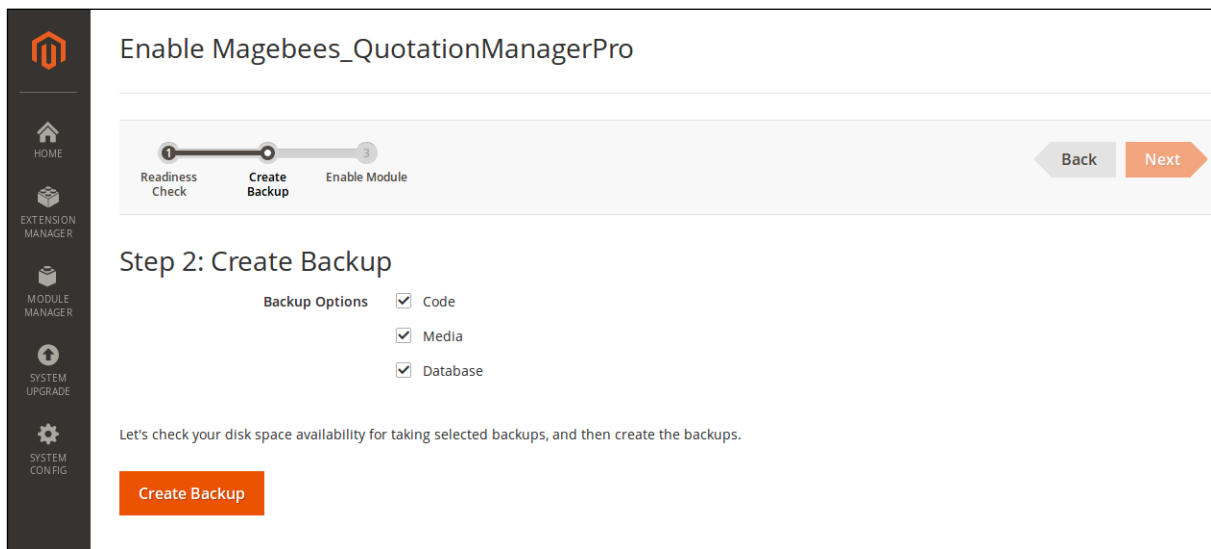 Enable Magebees_QuotationManagerPro
HOME
EXTENSION
MANAGER
MODULE
MANAGER
SYSTEM
UPGRADE
SYSTEM
CONFIG
1
3
Readiness
Check
Create
Backup
Enable Module
Back
Next
Step 2: Create Backup
Backup Options
Code
Media
Database
Let's check your disk space availability for taking selected backups, and then create the backups.
Create Backup